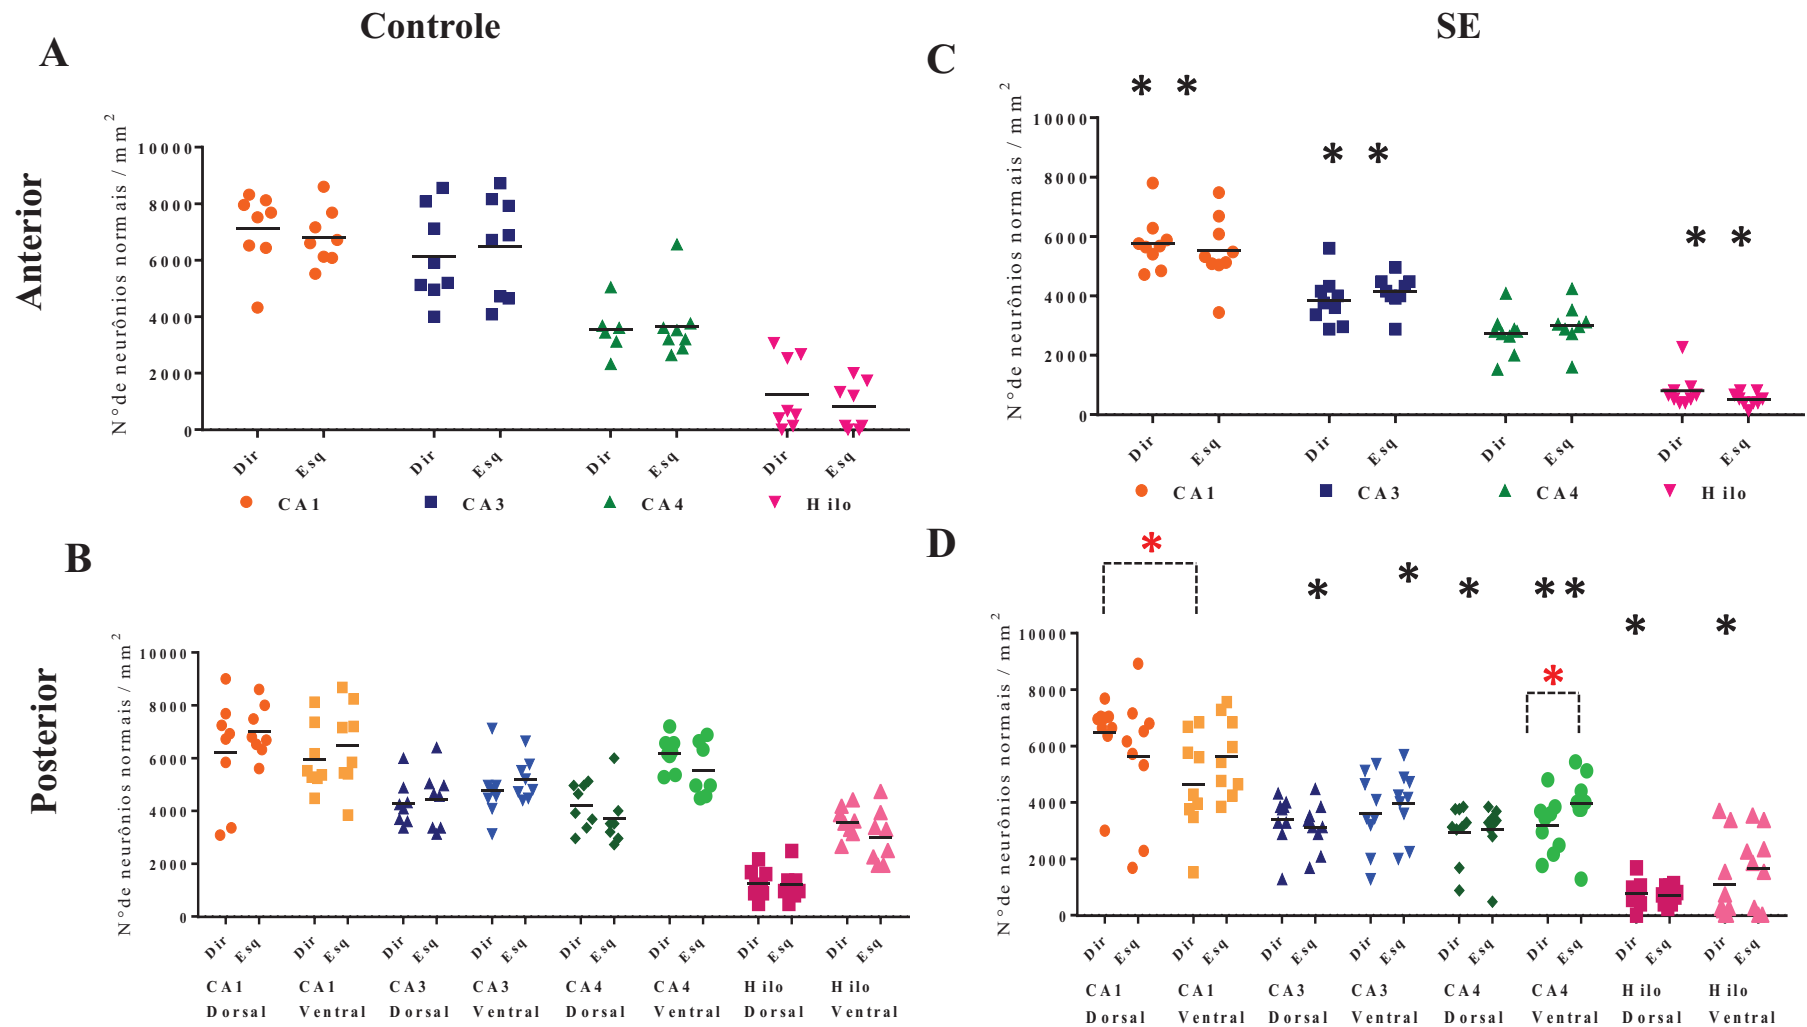 Controle
SE
A
C
Anterior
N°de neurônios normais / mm2
10000
8000
6000
4000
2000
0
Dir
Esq
Dir
Esq
Dir
Esq
Dir
Esq
CA1
CA3
CA4
Hilo
* *
* *
* *
N°de neurônios normais / mm2
10000
8000
6000
4000
2000
0
Dir
Esq
Dir
Esq
Dir
Esq
Dir
Esq
CA1
CA3
CA4
Hilo
B
D
Posterior
N°de neurônios normais / mm2
10000
8000
6000
4000
2000
0
Dir
Esq
Dir
Esq
Dir
Esq
Dir
Esq
Dir
Esq
Dir
Esq
Dir
Esq
Dir
Esq
CA1 CA1 CA3 CA3 CA4 CA4 Hilo Hilo
Dorsal Ventral Dorsal Ventral Dorsal Ventral Dorsal Ventral
*
* * * * *
* *
*
N°de neurônios normais / mm2
10000
8000
6000
4000
2000
0
Dir
Esq
Dir
Esq
Dir
Esq
Dir
Esq
Dir
Esq
Dir
Esq
Dir
Esq
Dir
Esq
CA1 CA1 CA3 CA3 CA4 CA4 Hilo Hilo
Dorsal Ventral Dorsal Ventral Dorsal Ventral Dorsal Ventral